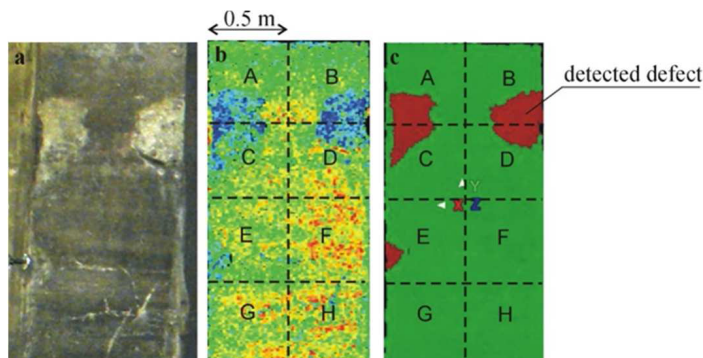 0.5 m
a
b
c
detected defect
A B
C D
E F
G H
A B
C D
Y
X Z
E F
G H